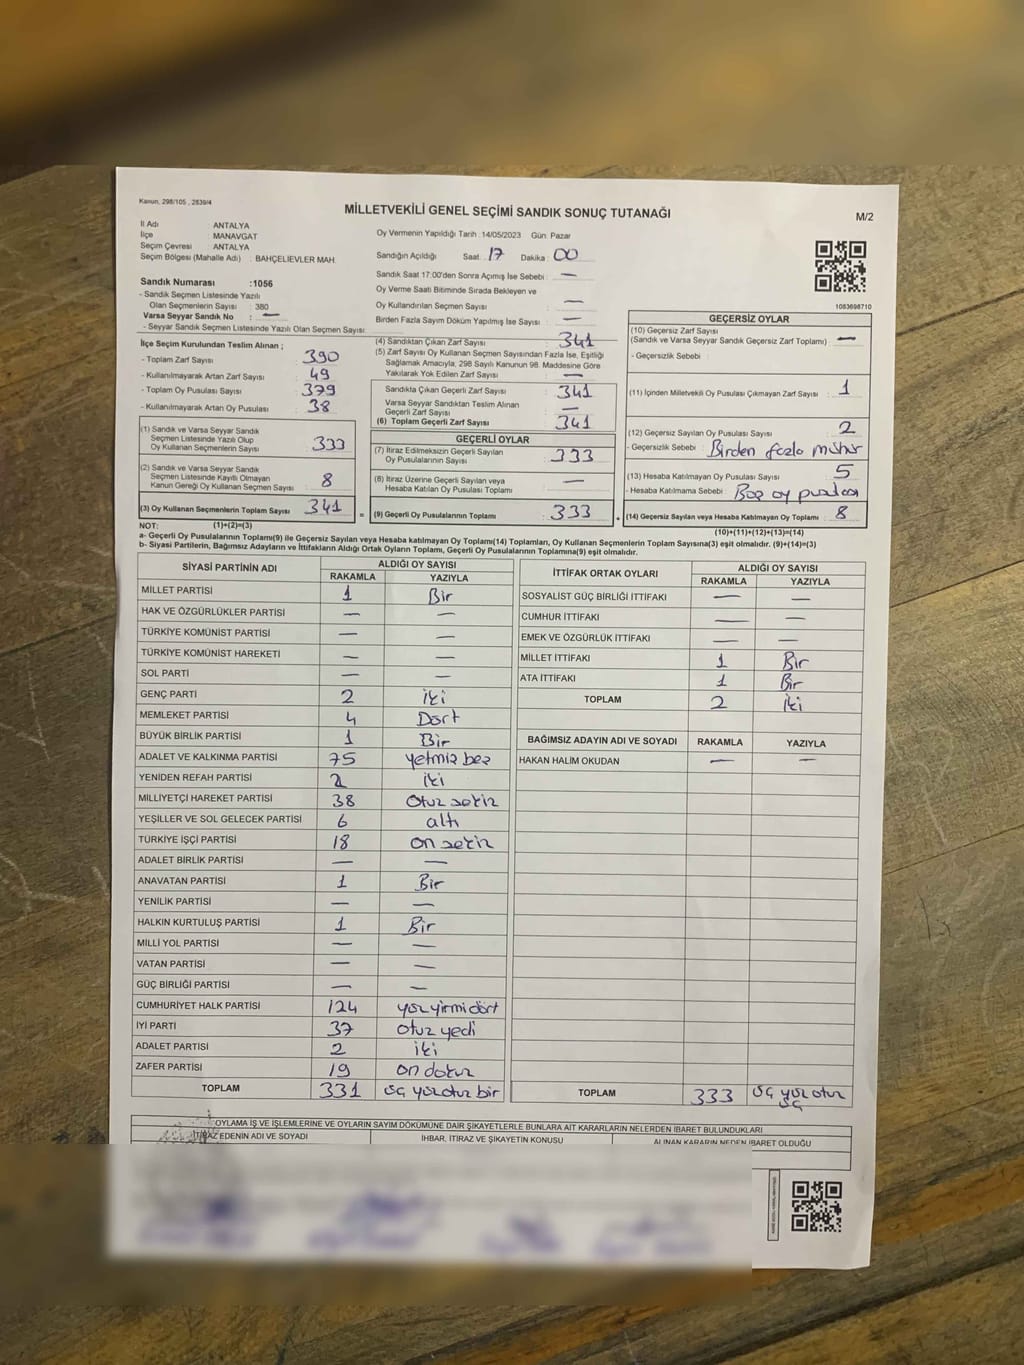 Kanun, 298/105 , 2839/4
MİLLETVEKİLİ GENEL SEÇİMİ SANDIK SONUÇ TUTANAĞI
M/2
İl Adı ANTALYA
İlçe MANAVGAT
Seçim Çevresi : ANTALYA
Seçim Bölgesi (Mahalle Adı) : BAHÇELİEVLER MAH.
Sandık Numarası :1056
- Sandık Seçmen Listesinde Yazılı
Olan Seçmenlerin Sayısı : 380
Varsa Seyyar Sandık No : —
- Seyyar Sandık Seçmen Listesinde Yazılı Olan Seçmen Sayısı:
Oy Vermenin Yapıldığı Tarih :14/05/2023 Gün: Pazar
Sandığın Açıldığı Saat: 17 Dakika: 00
Sandık Saat 17:00'den Sonra Açımış İse Sebebi : —
Oy Verme Saati Bitiminde Sırada Bekleyen ve
Oy Kullandırılan Seçmen Sayısı —
Birden Fazla Sayım Döküm Yapılmış İse Sayısı —
1083698710
İlçe Seçim Kurulundan Teslim Alınan ;
- Toplam Zarf Sayısı : 390
- Kullanılmayarak Artan Zarf Sayısı : 49
- Toplam Oy Pusulası Sayısı : 379
- Kullanılmayarak Artan Oy Pusulası : 38
(4) Sandıktan Çıkan Zarf Sayısı : 341
(5) Zarf Sayısı Oy Kullanan Seçmen Sayısından Fazla İse, Eşitliği
Sağlamak Amacıyla, 298 Sayılı Kanunun 98. Maddesine Göre
Yakılarak Yok Edilen Zarf Sayısı : —
Sandıkta Çıkan Geçerli Zarf Sayısı : 341
Varsa Seyyar Sandıktan Teslim Alınan
Geçerli Zarf Sayısı —
(6) Toplam Geçerli Zarf Sayısı : 341
GEÇERSİZ OYLAR
(10) Geçersiz Zarf Sayısı
(Sandık ve Varsa Seyyar Sandık Geçersiz Zarf Toplamı) : —
- Geçersizlik Sebebi :
(11) İçinden Milletvekili Oy Pusulası Çıkmayan Zarf Sayısı : 1
(12) Geçersiz Sayılan Oy Pusulası Sayısı : 2
- Geçersizlik Sebebi : Birden fazla mühür
(13) Hesaba Katılmayan Oy Pusulası Sayısı : 5
- Hesaba Katılmama Sebebi : Boş oy pusulası
(14) Geçersiz Sayılan veya Hesaba Katılmayan Oy Toplamı : 8
(10)+(11)+(12)+(13)=(14)
(1) Sandık ve Varsa Seyyar Sandık
Seçmen Listesinde Yazılı Olup
Oy Kullanan Seçmenlerin Sayısı : 333
(2) Sandık ve Varsa Seyyar Sandık
Seçmen Listesinde Kayıtlı Olmayan
Kanun Gereği Oy Kullanan Seçmen Sayısı : 8
(3) Oy Kullanan Seçmenlerin Toplam Sayısı : 341 =
(1)+(2)=(3)
GEÇERLİ OYLAR
(7) İtiraz Edilmeksizin Geçerli Sayılan
Oy Pusulalarının Sayısı : 333
(8) İtiraz Üzerine Geçerli Sayılan veya
Hesaba Katılan Oy Pusulası Toplamı : —
(9) Geçerli Oy Pusulalarının Toplamı : 333 +
NOT:
a- Geçerli Oy Pusulalarının Toplamı(9) ile Geçersiz Sayılan veya Hesaba Katılmayan Oy Toplamı(14) Toplamları, Oy Kullanan Seçmenlerin Toplam Sayısına(3) eşit olmalıdır. (9)+(14)=(3)
b- Siyasi Partilerin, Bağımsız Adayların ve İttifakların Aldığı Ortak Oyların Toplamı, Geçerli Oy Pusulalarının Toplamına(9) eşit olmalıdır.
SİYASİ PARTİNİN ADI ALDIĞI OY SAYISI
RAKAMLA YAZIYLA
MİLLET PARTİSİ 1 Bir
HAK VE ÖZGÜRLÜKLER PARTİSİ — —
TÜRKİYE KOMÜNİST PARTİSİ — —
TÜRKİYE KOMÜNİST HAREKETİ — —
SOL PARTİ — —
GENÇ PARTİ 2 iki
MEMLEKET PARTİSİ 4 Dört
BÜYÜK BİRLİK PARTİSİ 1 Bir
ADALET VE KALKINMA PARTİSİ 75 yetmiş beş
YENİDEN REFAH PARTİSİ 2 iki
MİLLİYETÇİ HAREKET PARTİSİ 38 otuz sekiz
YEŞİLLER VE SOL GELECEK PARTİSİ 6 altı
TÜRKİYE İŞÇİ PARTİSİ 18 on sekiz
ADALET BİRLİK PARTİSİ — —
ANAVATAN PARTİSİ 1 Bir
YENİLİK PARTİSİ — —
HALKIN KURTULUŞ PARTİSİ 1 Bir
MİLLİ YOL PARTİSİ — —
VATAN PARTİSİ — —
GÜÇ BİRLİĞİ PARTİSİ — —
CUMHURİYET HALK PARTİSİ 124 yüz yirmi dört
İYİ PARTİ 37 otuz yedi
ADALET PARTİSİ 2 iki
ZAFER PARTİSİ 19 on dokuz
TOPLAM 331 üç yüz otuz bir
İTTİFAK ORTAK OYLARI ALDIĞI OY SAYISI
RAKAMLA YAZIYLA
SOSYALİST GÜÇ BİRLİĞİ İTTİFAKI — —
CUMHUR İTTİFAKI — —
EMEK VE ÖZGÜRLÜK İTTİFAKI — —
MİLLET İTTİFAKI 1 Bir
ATA İTTİFAKI 1 Bir
TOPLAM 2 iki
BAĞIMSIZ ADAYIN ADI VE SOYADI RAKAMLA YAZIYLA
HAKAN HALİM OKUDAN — —
TOPLAM 333 üç yüz otuz
üç
OYLAMA İŞ VE İŞLEMLERİNE VE OYLARIN SAYIM DÖKÜMÜNE DAİR ŞİKAYETLERLE BUNLARA AİT KARARLARIN NELERDEN İBARET BULUNDUKLARI
İTİRAZ EDENİN ADI VE SOYADI İHBAR, İTİRAZ VE ŞİKAYETİN KONUSU ALINAN KARARIN NEDEN İBARET OLDUĞU